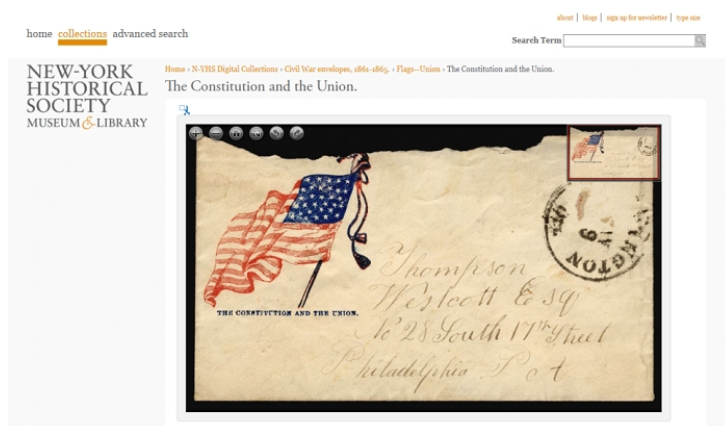 about | blogs | sign up for newsletter | type size
home collections advanced search
Search Term
NEW-YORK
HISTORICAL
SOCIETY
MUSEUM & LIBRARY
Home › N-YHS Digital Collections › Civil War envelopes, 1861-1865. › Flags--Union › The Constitution and the Union.
The Constitution and the Union.
THE CONSTITUTION AND THE UNION.
Thompson
Westcott Esq
No 28 South 17th Street
Philadelphia P A
INGTON
DEL